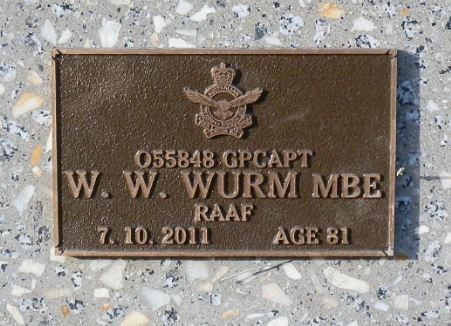 O55848 GPCAPT
W. W. WURM MBE
RAAF
7. 10. 2011 AGE 81